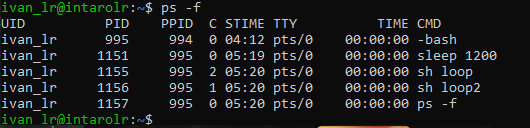 ivan_lr@intarolr:~$ ps -f
UID          PID    PPID  C STIME TTY          TIME CMD
ivan_lr      995     994  0 04:12 pts/0    00:00:00 -bash
ivan_lr     1151     995  0 05:19 pts/0    00:00:00 sleep 1200
ivan_lr     1155     995  2 05:20 pts/0    00:00:00 sh loop
ivan_lr     1156     995  1 05:20 pts/0    00:00:00 sh loop2
ivan_lr     1157     995  0 05:20 pts/0    00:00:00 ps -f
ivan_lr@intarolr:~$